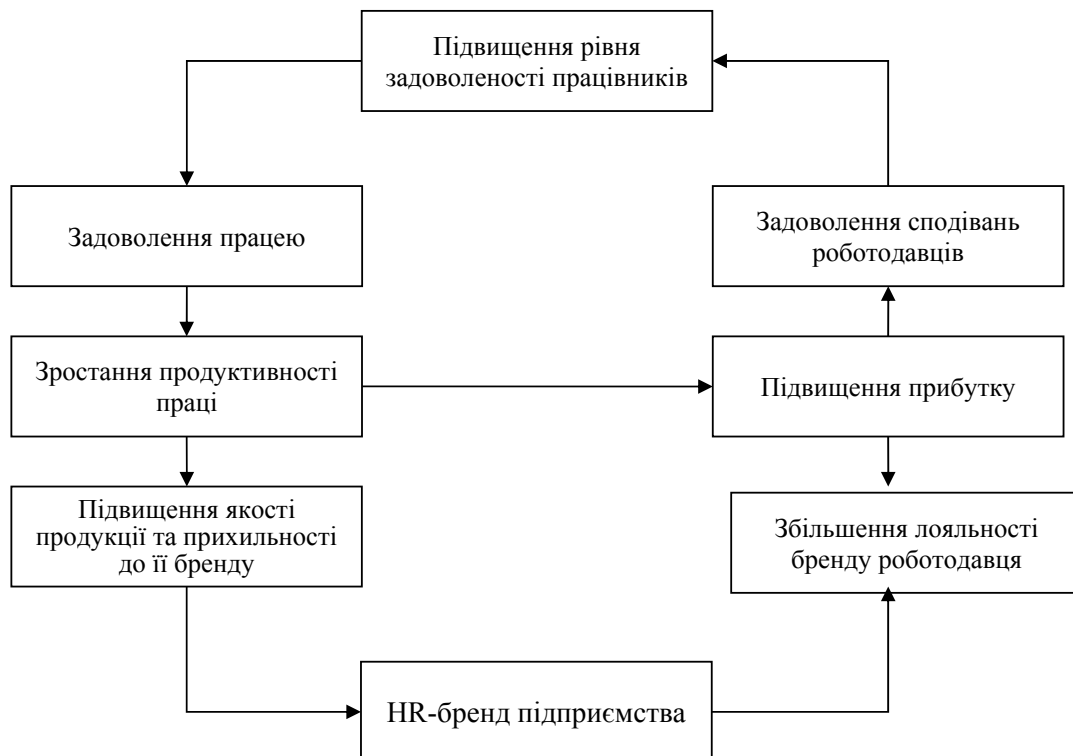 Підвищення рівня
задоволеності працівників
Задоволення працею
Задоволення сподівань
роботодавців
Зростання продуктивності
праці
Підвищення прибутку
Підвищення якості
продукції та прихильності
до її бренду
Збільшення лояльності
бренду роботодавця
HR-бренд підприємства